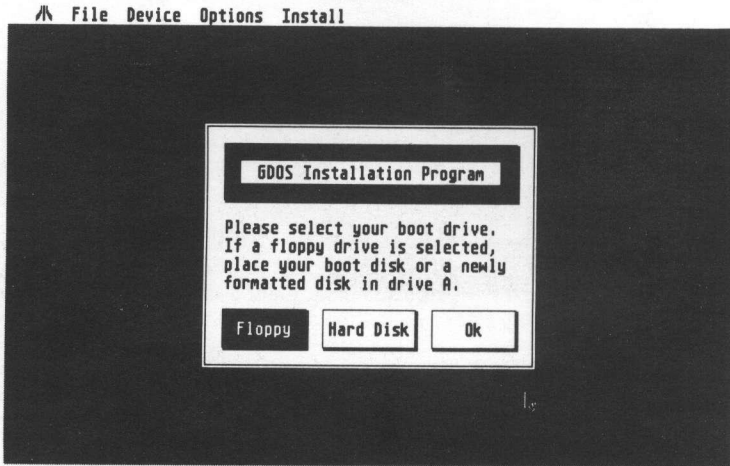 File Device Options Install
GDOS Installation Program
Please select your boot drive.
If a floppy drive is selected,
place your boot disk or a newly
formatted disk in drive A.
Floppy Hard Disk Ok